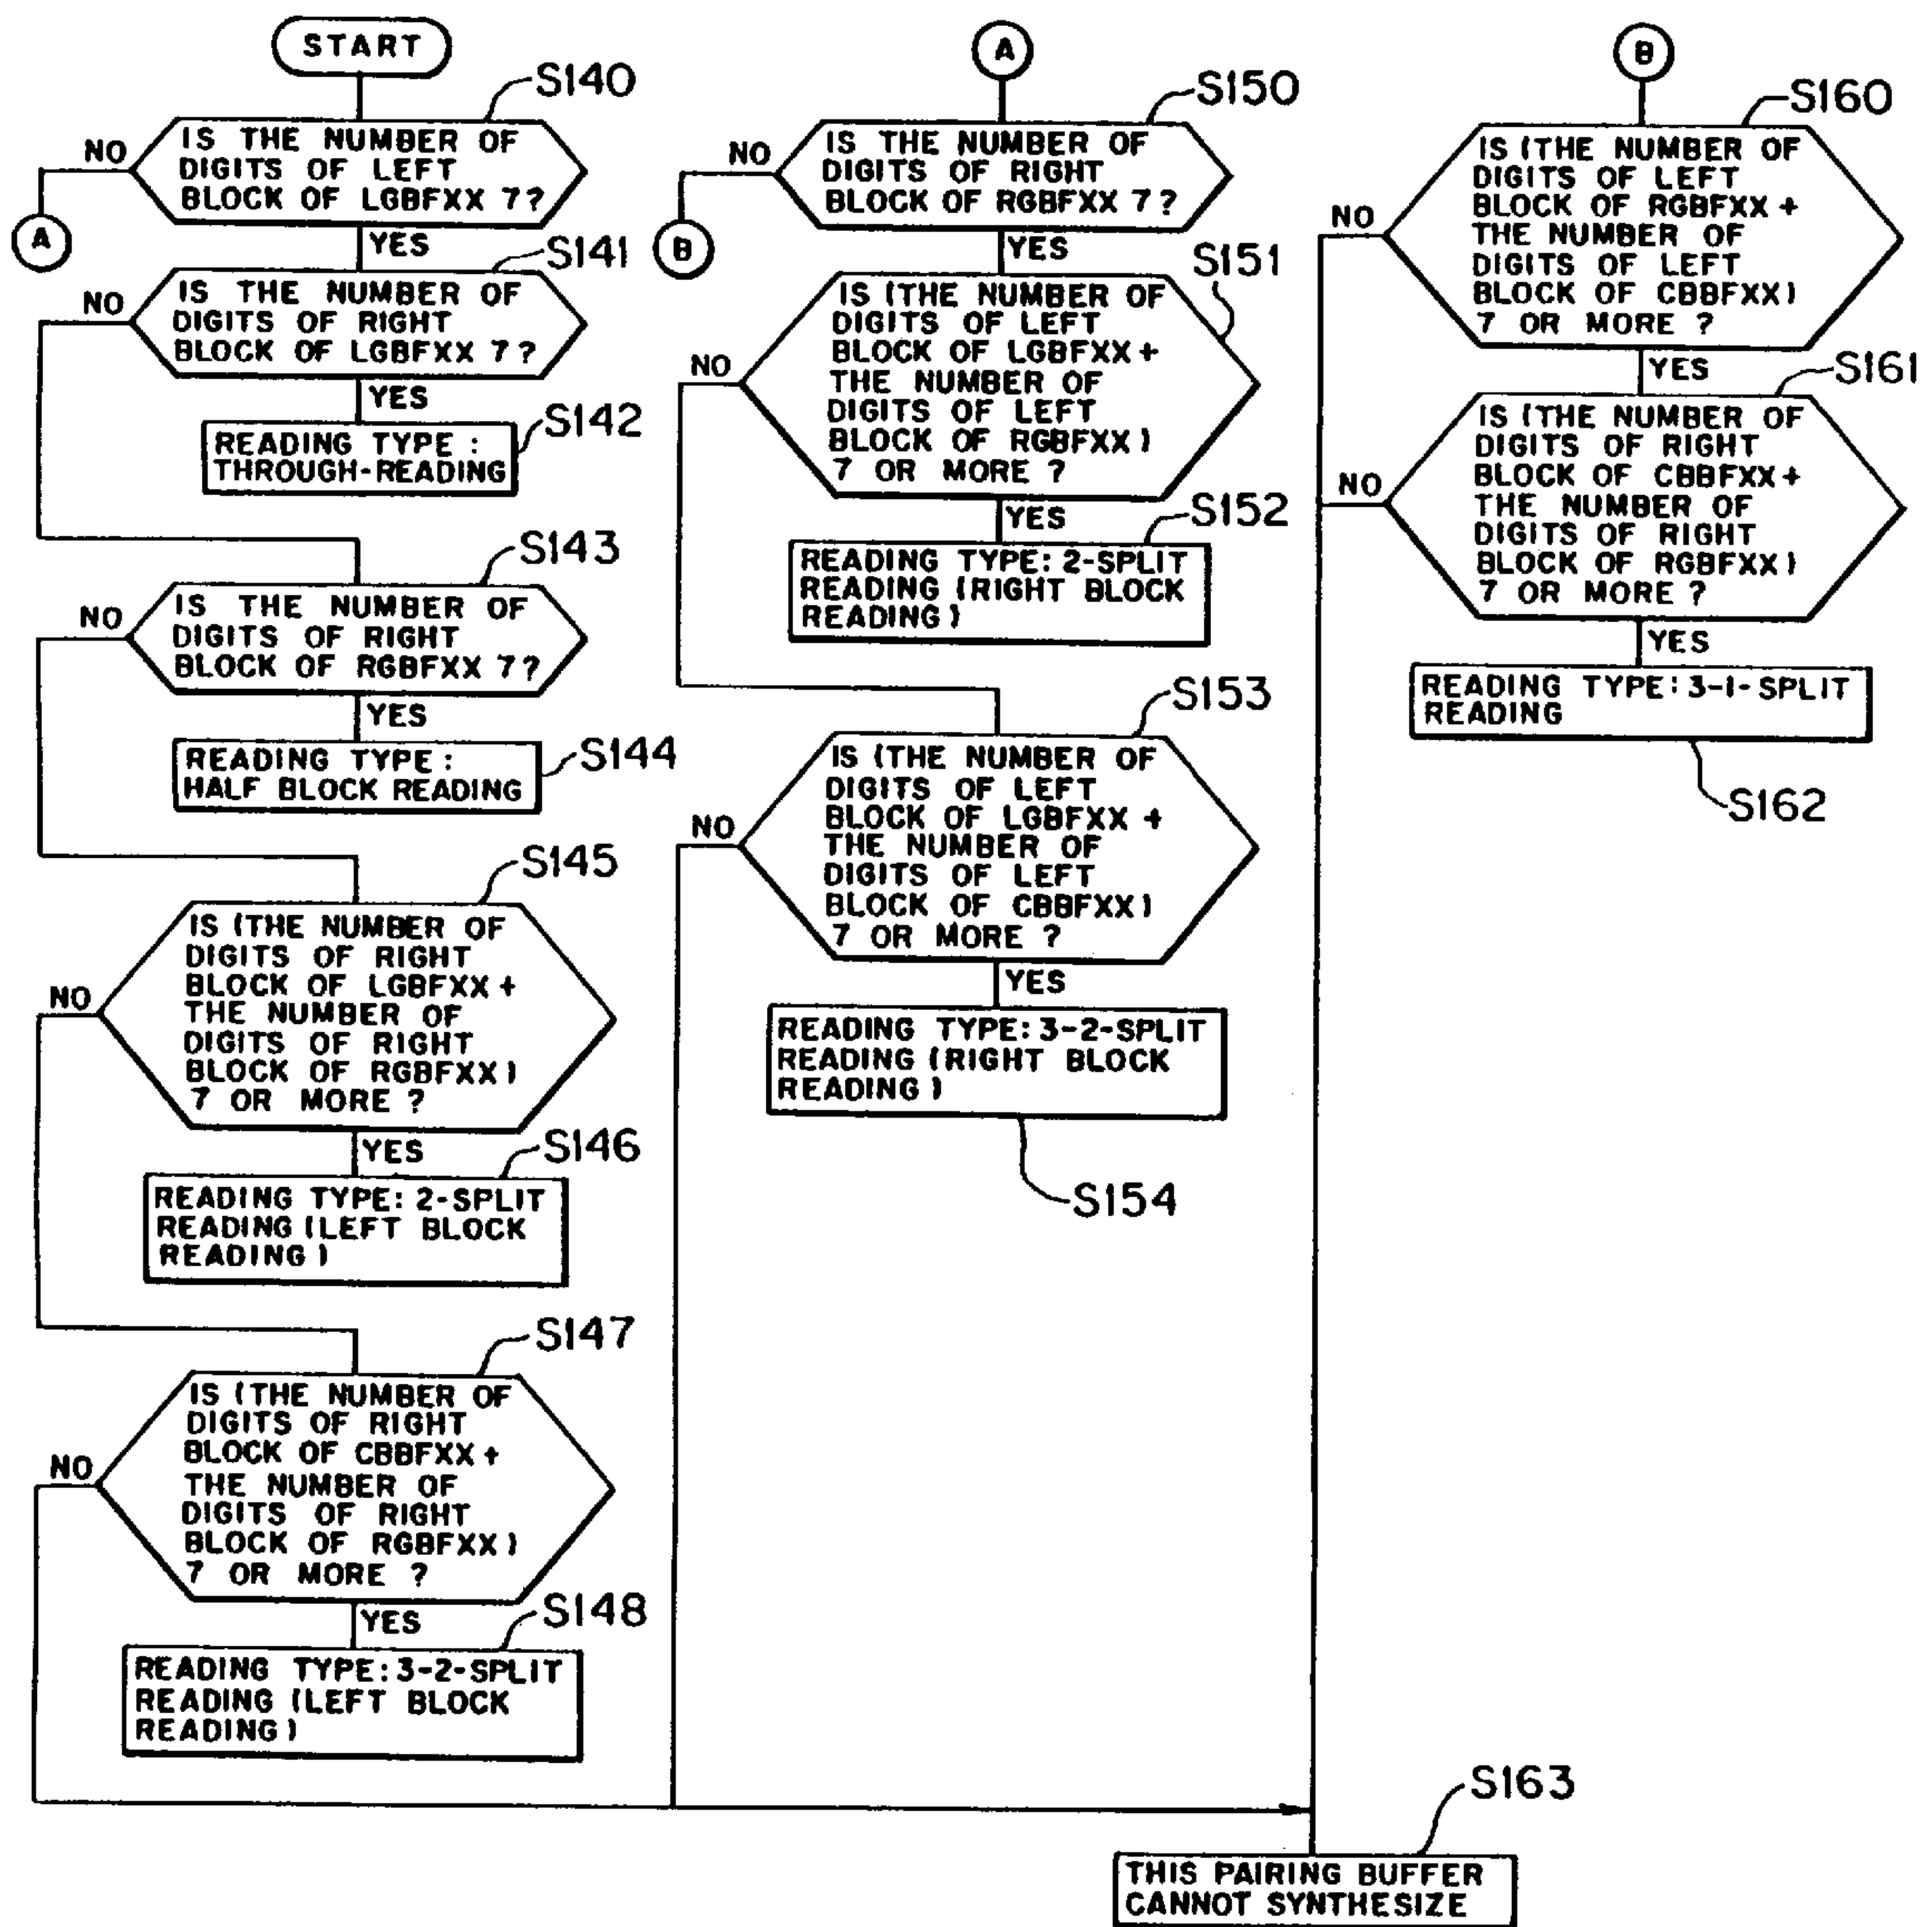 START
S140
IS THE NUMBER OF
DIGITS OF LEFT
BLOCK OF LGBFXX 7?
NO
A
YES
S141
IS THE NUMBER OF
DIGITS OF RIGHT
BLOCK OF LGBFXX 7?
NO
YES
S142
READING TYPE:
THROUGH-READING
S143
IS THE NUMBER OF
DIGITS OF RIGHT
BLOCK OF RGBFXX 7?
NO
YES
S144
READING TYPE:
HALF BLOCK READING
S145
IS (THE NUMBER OF
DIGITS OF RIGHT
BLOCK OF LGBFXX+
THE NUMBER OF
DIGITS OF RIGHT
BLOCK OF RGBFXX)
7 OR MORE ?
NO
YES
S146
READING TYPE: 2-SPLIT
READING (LEFT BLOCK
READING)
S147
IS (THE NUMBER OF
DIGITS OF RIGHT
BLOCK OF CBBFXX+
THE NUMBER OF
DIGITS OF RIGHT
BLOCK OF RGBFXX)
7 OR MORE ?
NO
YES
S148
READING TYPE: 3-2-SPLIT
READING (LEFT BLOCK
READING)
A
S150
IS THE NUMBER OF
DIGITS OF RIGHT
BLOCK OF RGBFXX 7?
NO
B
YES
S151
IS (THE NUMBER OF
DIGITS OF LEFT
BLOCK OF LGBFXX+
THE NUMBER OF
DIGITS OF LEFT
BLOCK OF RGBFXX)
7 OR MORE ?
NO
YES
S152
READING TYPE: 2-SPLIT
READING (RIGHT BLOCK
READING)
S153
IS (THE NUMBER OF
DIGITS OF LEFT
BLOCK OF LGBFXX +
THE NUMBER OF
DIGITS OF LEFT
BLOCK OF CBBFXX)
7 OR MORE ?
NO
YES
READING TYPE: 3-2-SPLIT
READING (RIGHT BLOCK
READING)
S154
B
S160
IS (THE NUMBER OF
DIGITS OF LEFT
BLOCK OF RGBFXX +
THE NUMBER OF
DIGITS OF LEFT
BLOCK OF CBBFXX)
7 OR MORE ?
NO
YES
S161
IS (THE NUMBER OF
DIGITS OF RIGHT
BLOCK OF CBBFXX+
THE NUMBER OF
DIGITS OF RIGHT
BLOCK OF RGBFXX)
7 OR MORE ?
NO
YES
READING TYPE: 3-1-SPLIT
READING
S162
S163
THIS PAIRING BUFFER
CANNOT SYNTHESIZE